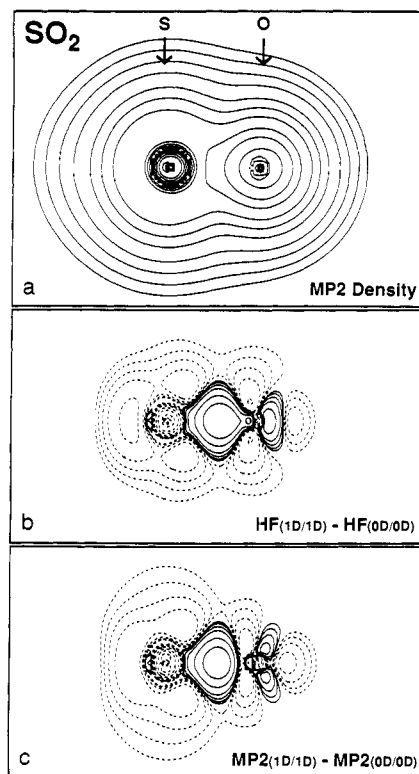 SO2
S O
a MP2 Density
b HF(1D/1D) - HF(0D/0D)
c MP2(1D/1D) - MP2(0D/0D)